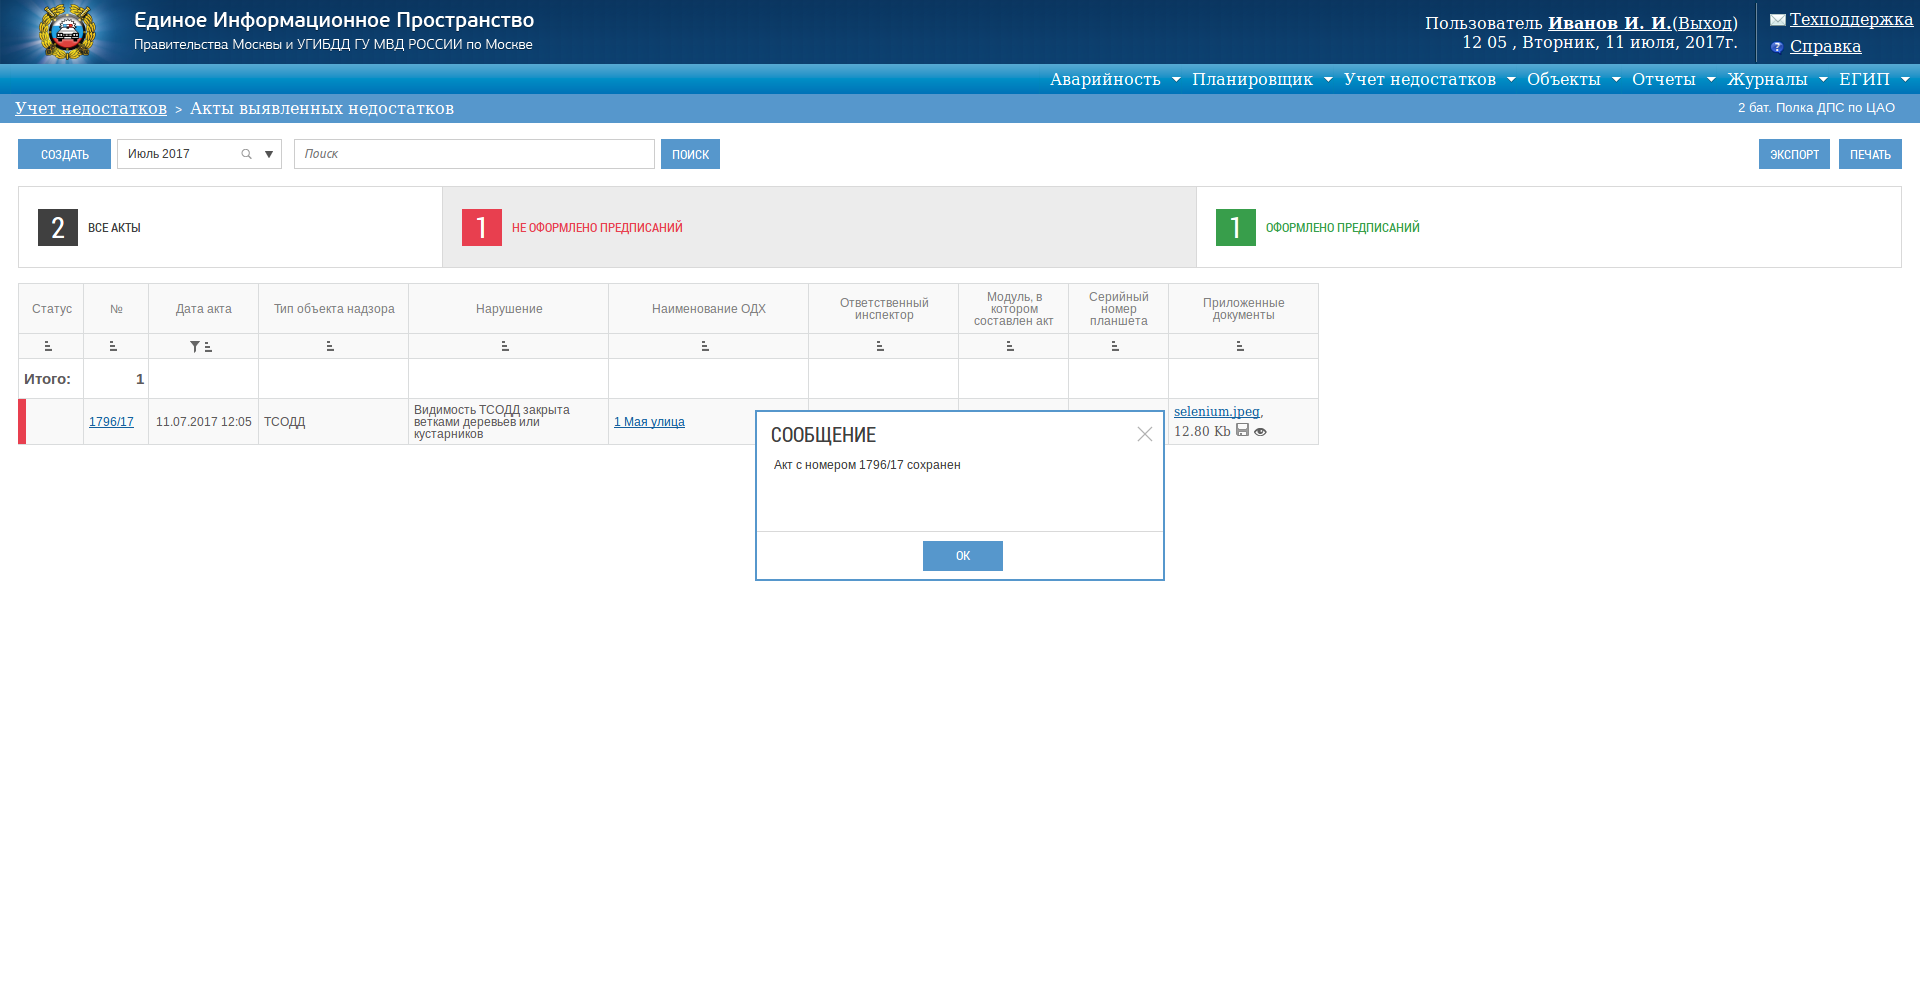 Единое Информационное Пространство
Правительства Москвы и УГИБДД ГУ МВД РОССИИ по Москве
Пользователь Иванов И. И.(Выход)
12 05 , Вторник, 11 июля, 2017г.
Техподдержка
Справка
Аварийность Планировщик Учет недостатков Объекты Отчеты Журналы ЕГИП
Учет недостатков > Акты выявленных недостатков
2 бат. Полка ДПС по ЦАО
СОЗДАТЬ
Июль 2017
Поиск
ПОИСК
ЭКСПОРТ
ПЕЧАТЬ
2 ВСЕ АКТЫ
1 НЕ ОФОРМЛЕНО ПРЕДПИСАНИЙ
1 ОФОРМЛЕНО ПРЕДПИСАНИЙ
Статус
№
Дата акта
Тип объекта надзора
Нарушение
Наименование ОДХ
Ответственный
инспектор
Модуль, в
котором
составлен акт
Серийный
номер
планшета
Приложенные
документы
Итого: 1
1796/17
11.07.2017 12:05
ТСОДД
Видимость ТСОДД закрыта
ветками деревьев или
кустарников
1 Мая улица
selenium.jpeg,
12.80 Kb
СООБЩЕНИЕ
Акт с номером 1796/17 сохранен
ОК